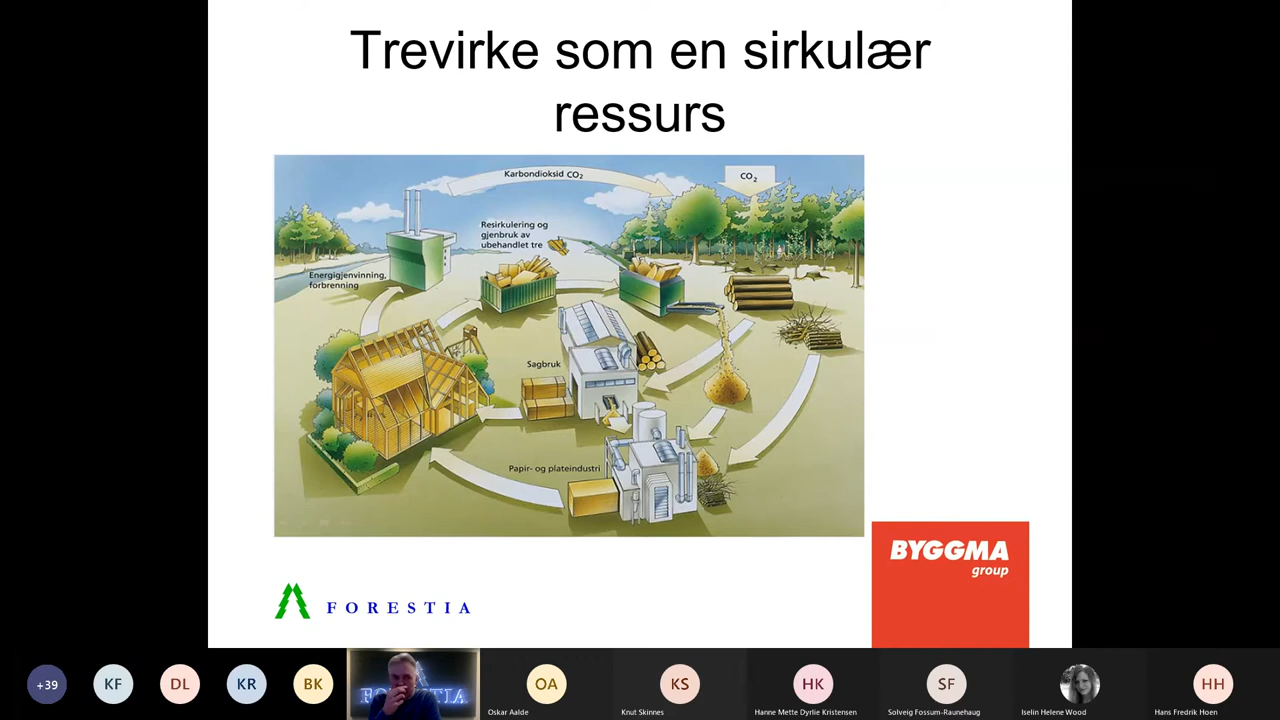 Trevirke som en sirkulær
ressurs
Karbondioksid CO₂
CO₂
Resirkulering og
gjenbruk av
ubehandlet tre
Energigjenvinning,
forbrenning
Sagbruk
Papir- og plateindustri
BYGGMA
group
FORESTIA
+39
KF
DL
KR
BK
FORESTIA
OA
KS
HK
SF
HH
Oskar Aalde
Knut Skinnes
Hanne Mette Dyrlie Kristensen
Solveig Fossum-Raunehaug
Iselin Helene Wood
Hans Fredrik Hoen